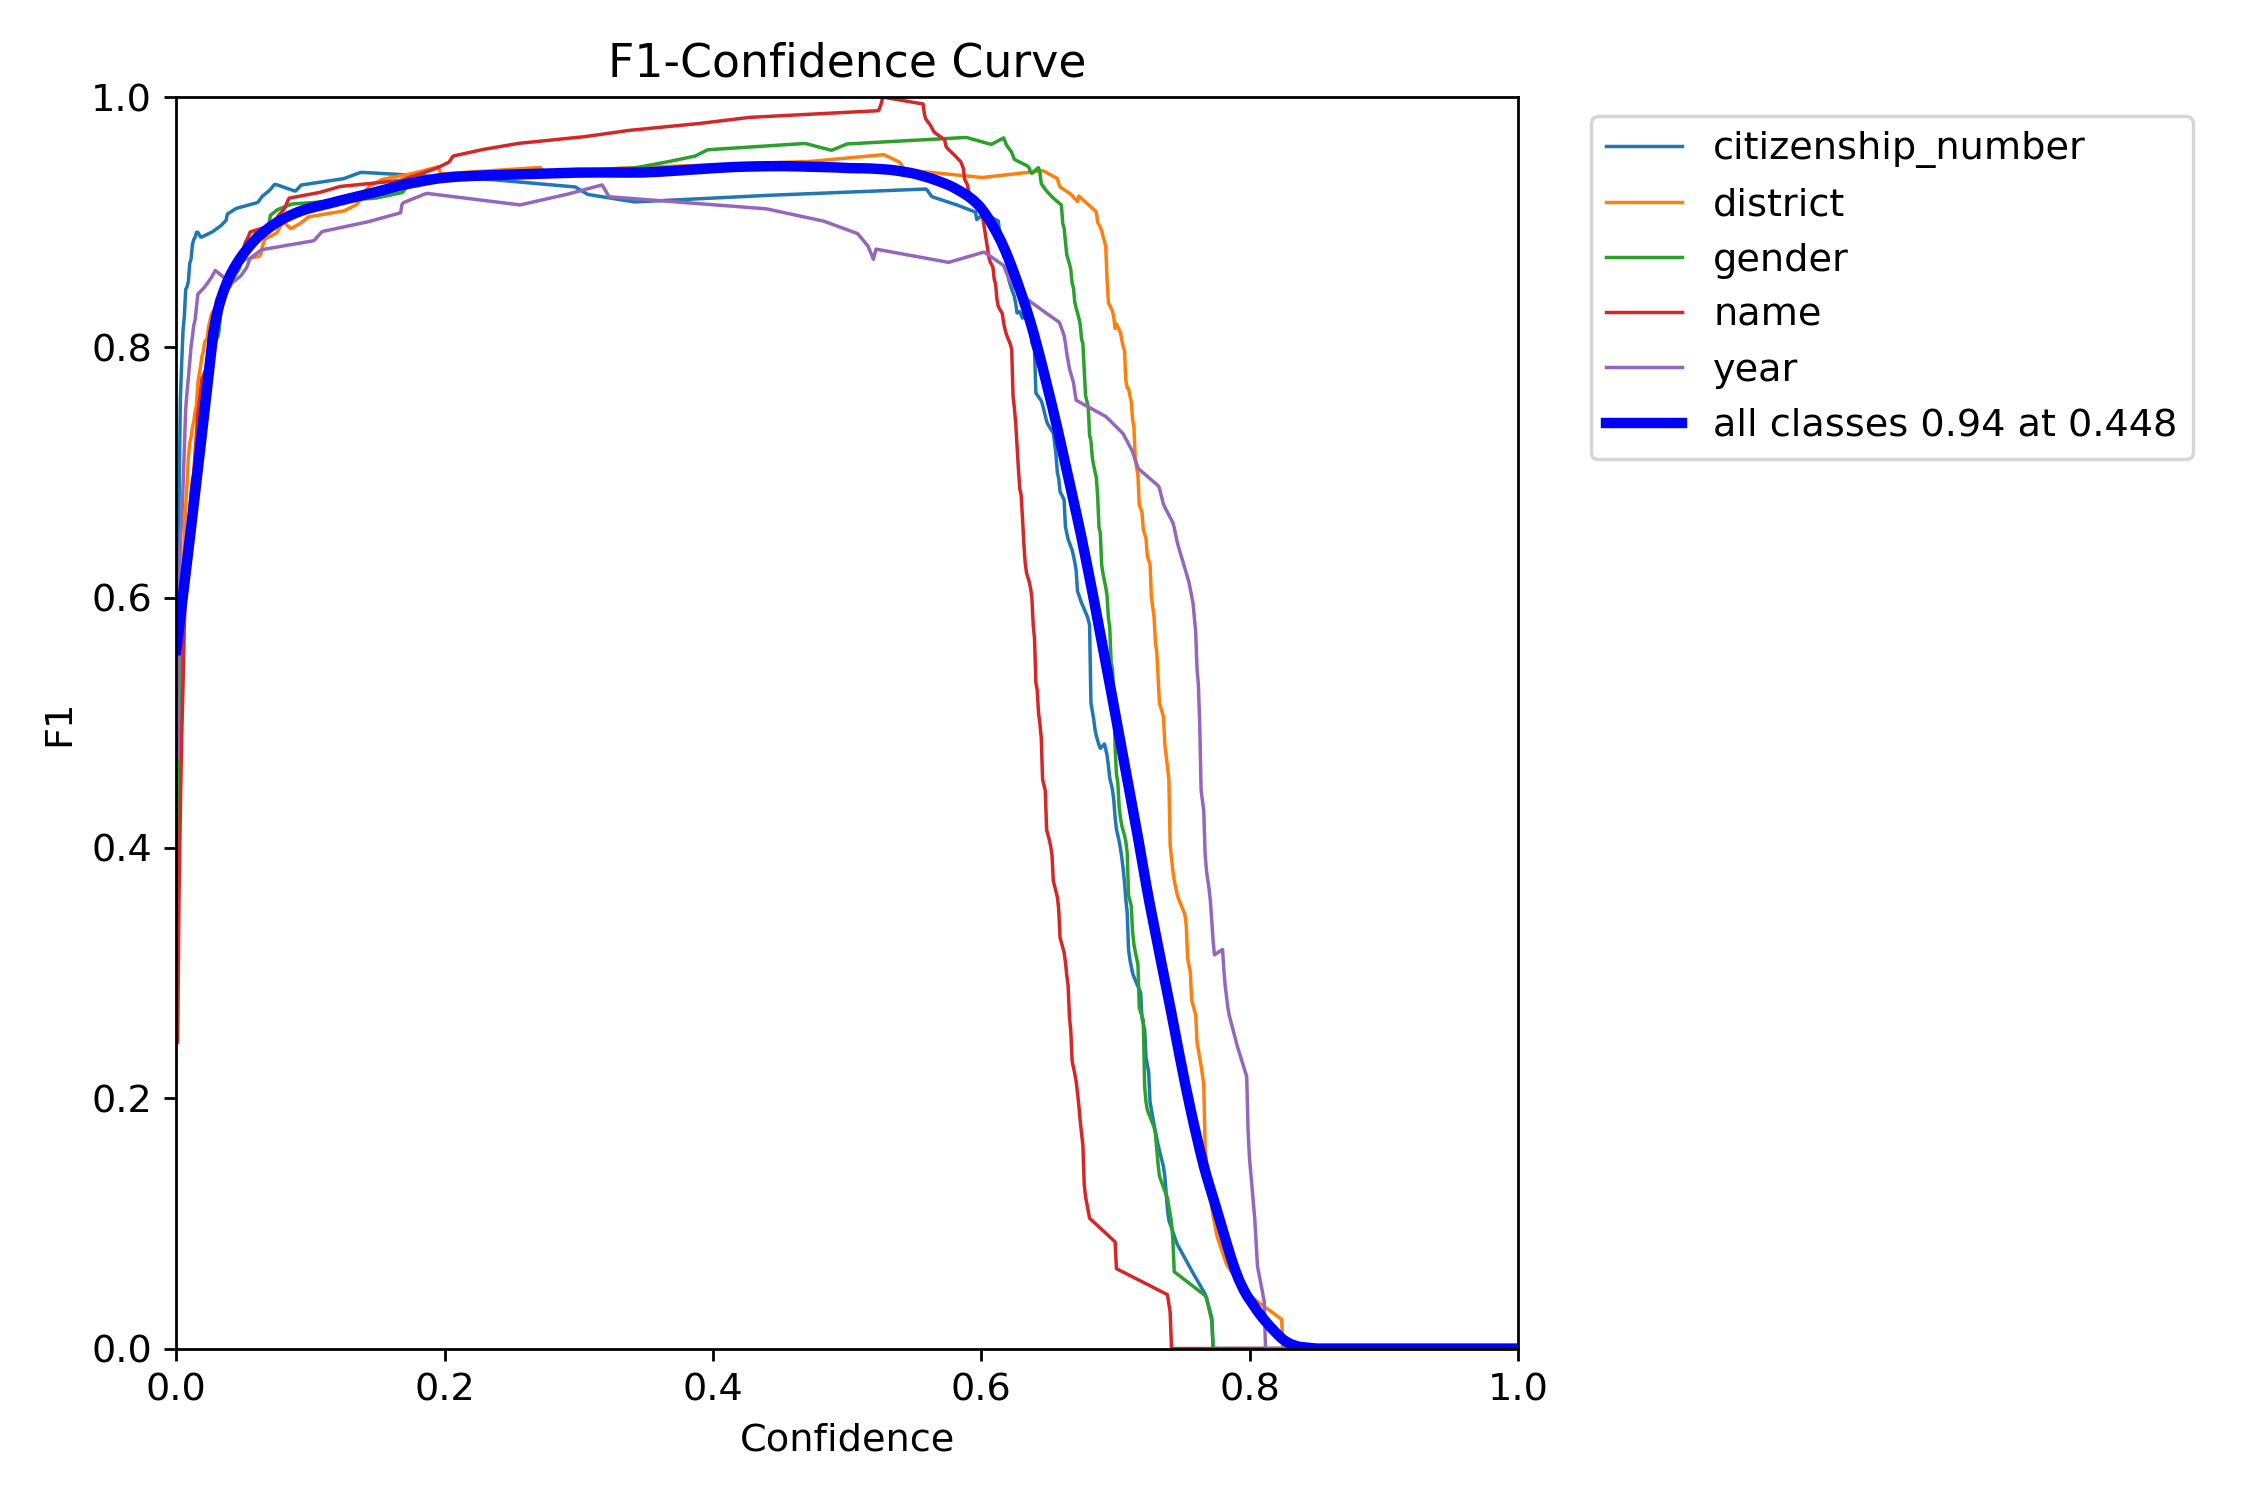 F1-Confidence Curve
1.0
0.8
0.6
0.4
0.2
0.0
F1
0.0 0.2 0.4 0.6 0.8 1.0
Confidence
citizenship_number
district
gender
name
year
all classes 0.94 at 0.448